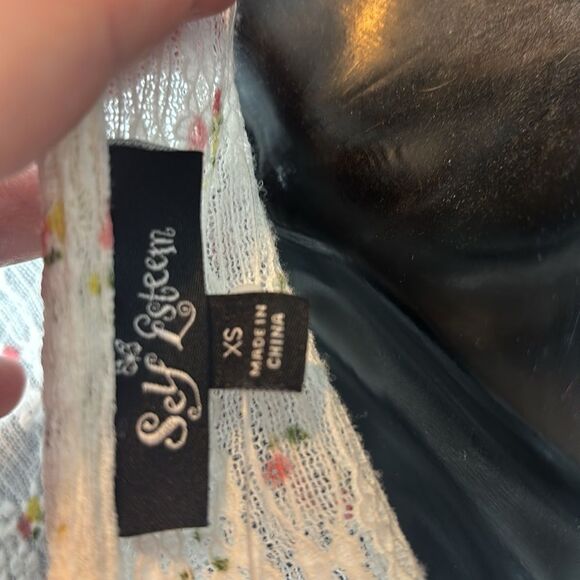 Self Esteem
XS
MADE IN
CHINA